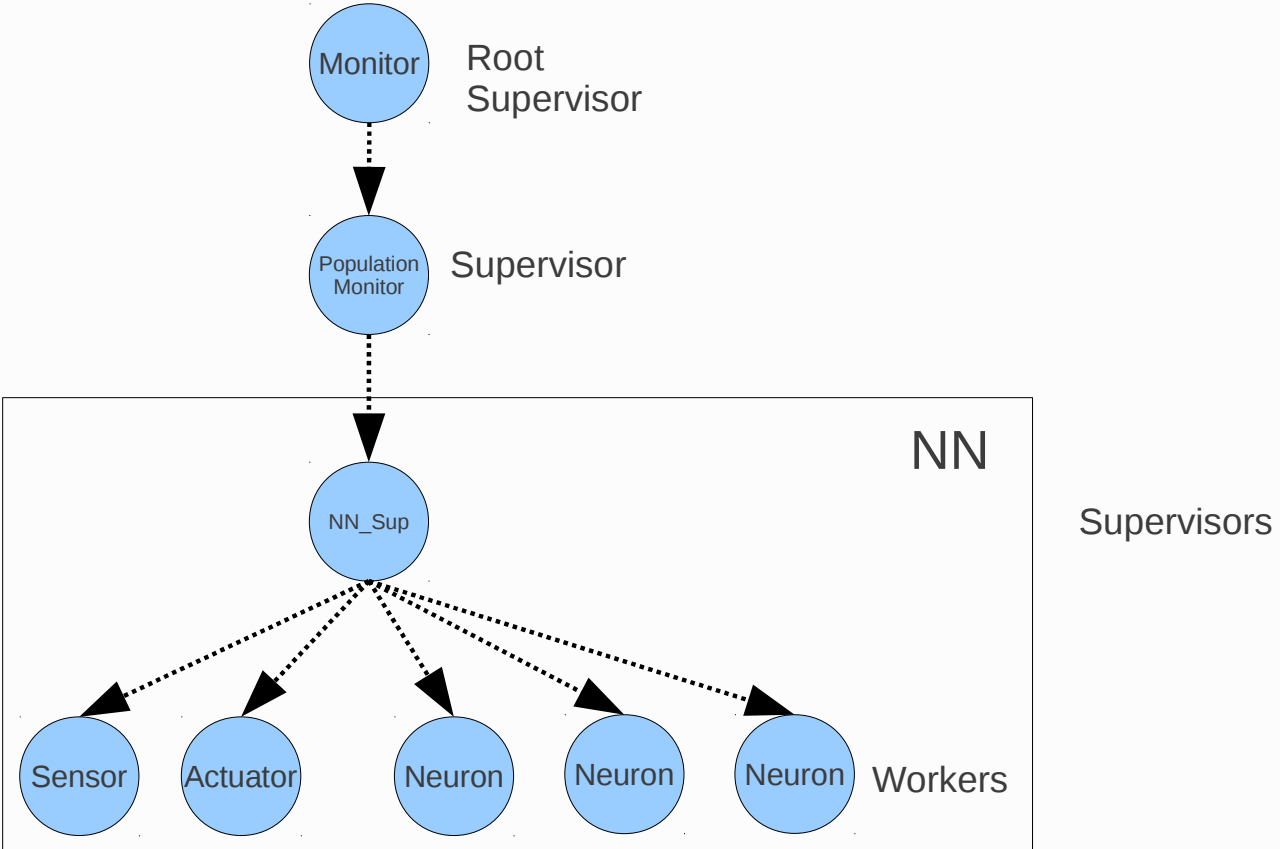 Monitor
Root
Supervisor
Population
Monitor
Supervisor
NN
NN_Sup
Supervisors
Sensor
Actuator
Neuron
Neuron
Neuron
Workers